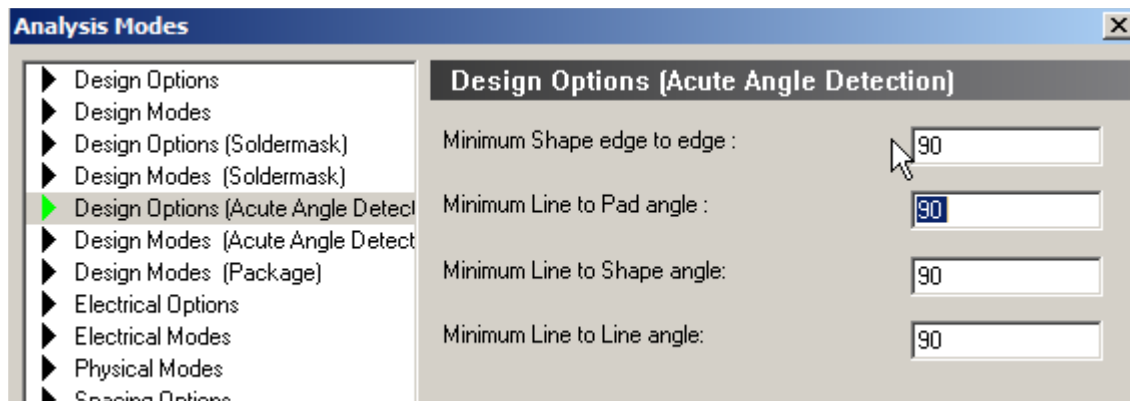 Analysis Modes
Design Options
Design Modes
Design Options (Soldermask)
Design Modes (Soldermask)
Design Options (Acute Angle Detect
Design Modes (Acute Angle Detect
Design Modes (Package)
Electrical Options
Electrical Modes
Physical Modes
Spacing Options
Design Options (Acute Angle Detection)
Minimum Shape edge to edge : 90
Minimum Line to Pad angle : 90
Minimum Line to Shape angle: 90
Minimum Line to Line angle: 90